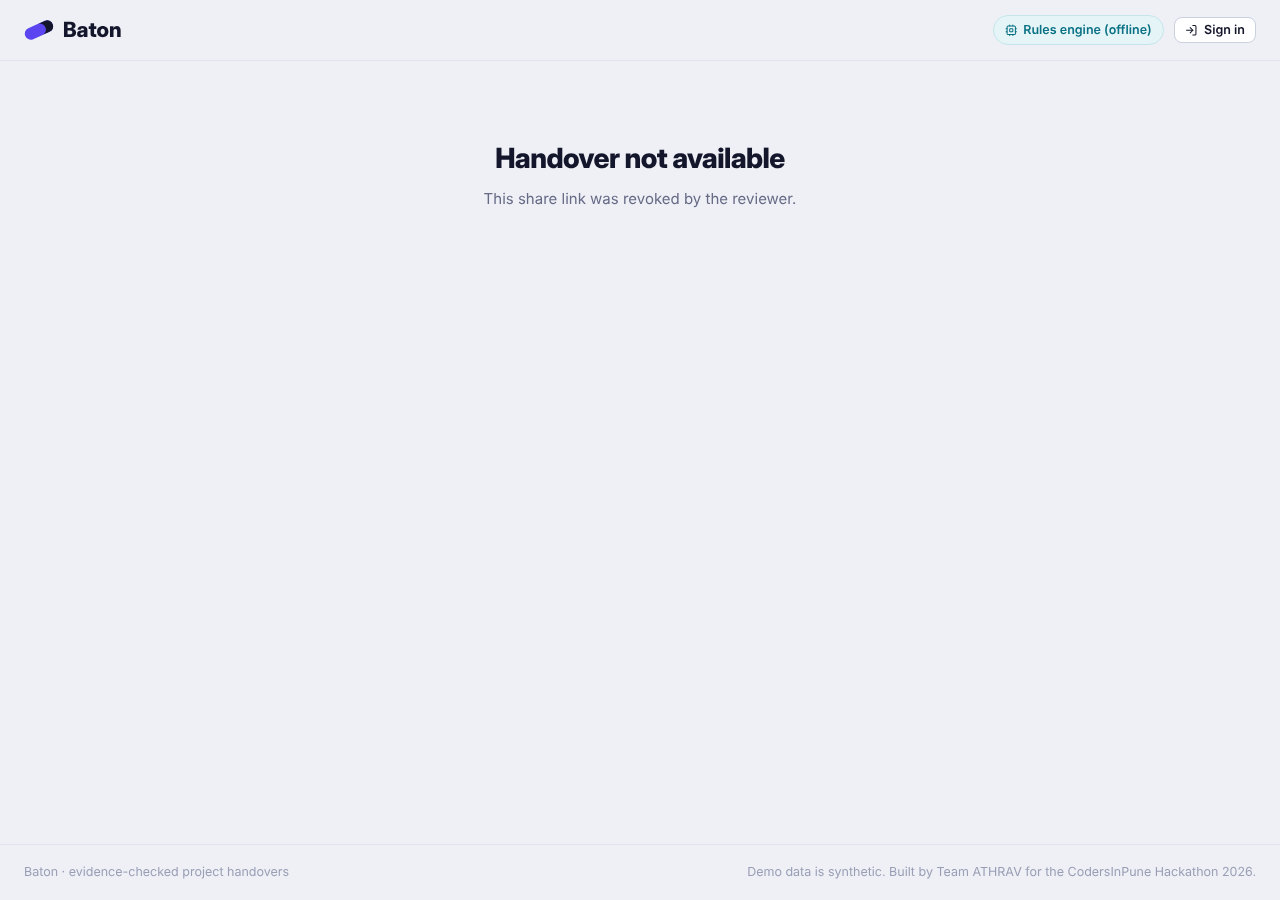 Baton
Rules engine (offline)
Sign in
Handover not available
This share link was revoked by the reviewer.
Baton · evidence-checked project handovers
Demo data is synthetic. Built by Team ATHRAV for the CodersInPune Hackathon 2026.